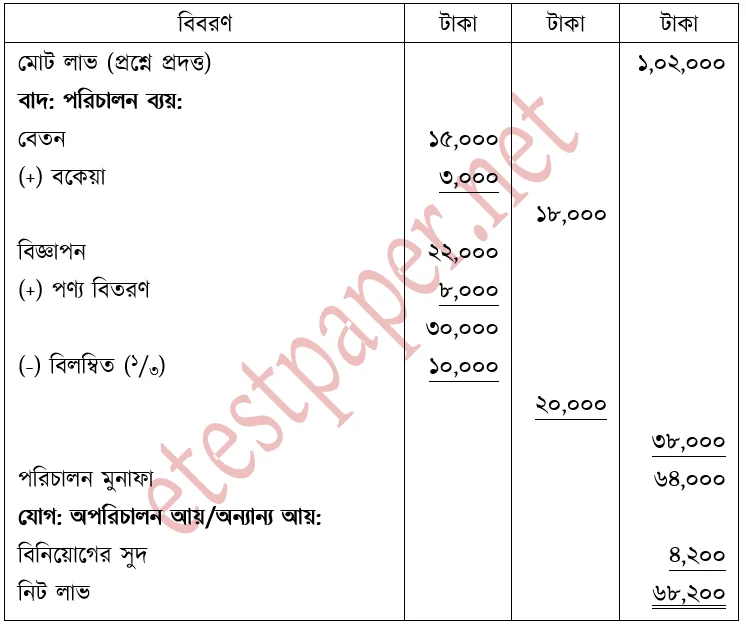 বিবরণ টাকা টাকা টাকা
মোট লাভ (প্রশ্নে প্রদত্ত) ১,০২,০০০
বাদ: পরিচালন ব্যয়:
বেতন ১৫,০০০
(+) বকেয়া ৩,০০০
১৮,০০০
বিজ্ঞাপন ২২,০০০
(+) পণ্য বিতরণ ৮,০০০
৩০,০০০
(-) বিলম্বিত (১/৩) ১০,০০০
২০,০০০
৩৮,০০০
পরিচালন মুনাফা ৬৪,০০০
যোগ: অপরিচালন আয়/অন্যান্য আয়:
বিনিয়োগের সুদ ৪,২০০
নিট লাভ ৬৮,২০০
etestpaper.net